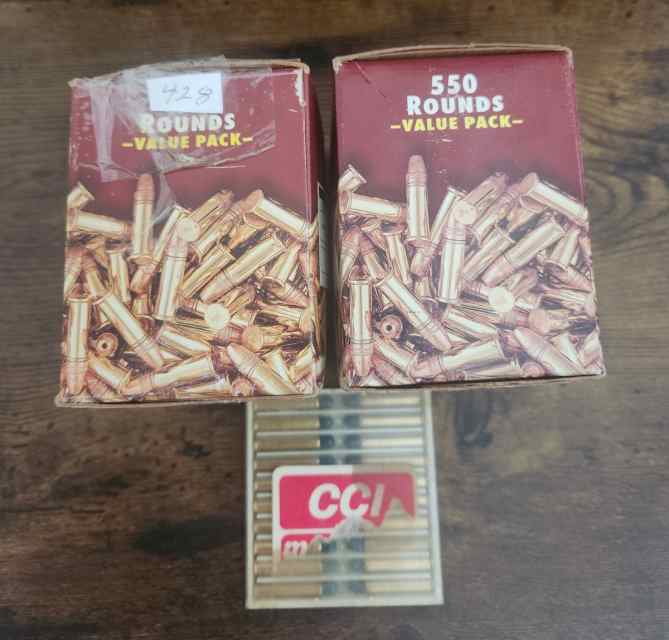 428
ROUNDS
-VALUE PACK-
550
ROUNDS
-VALUE PACK-
CCI